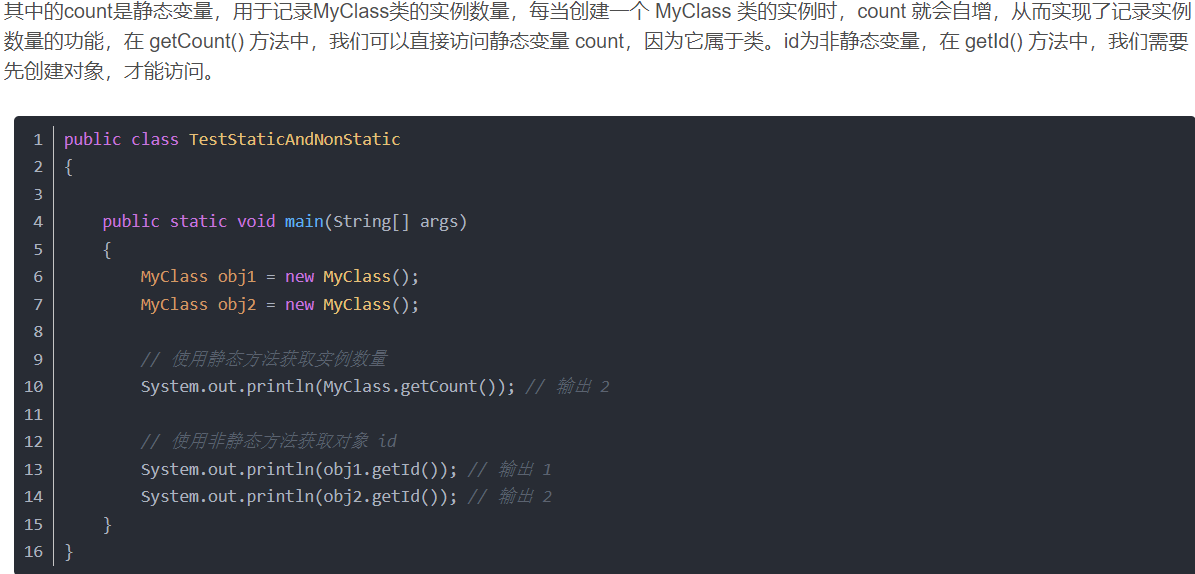 其中的count是静态变量，用于记录MyClass类的实例数量，每当创建一个 MyClass 类的实例时，count 就会自增，从而实现了记录实例
数量的功能，在 getCount() 方法中，我们可以直接访问静态变量 count，因为它属于类。id为非静态变量，在 getId() 方法中，我们需要
先创建对象，才能访问。
1 public class TestStaticAndNonStatic
2 {
3
4     public static void main(String[] args)
5     {
6         MyClass obj1 = new MyClass();
7         MyClass obj2 = new MyClass();
8
9         // 使用静态方法获取实例数量
10         System.out.println(MyClass.getCount()); // 输出 2
11
12         // 使用非静态方法获取对象 id
13         System.out.println(obj1.getId()); // 输出 1
14         System.out.println(obj2.getId()); // 输出 2
15     }
16 }